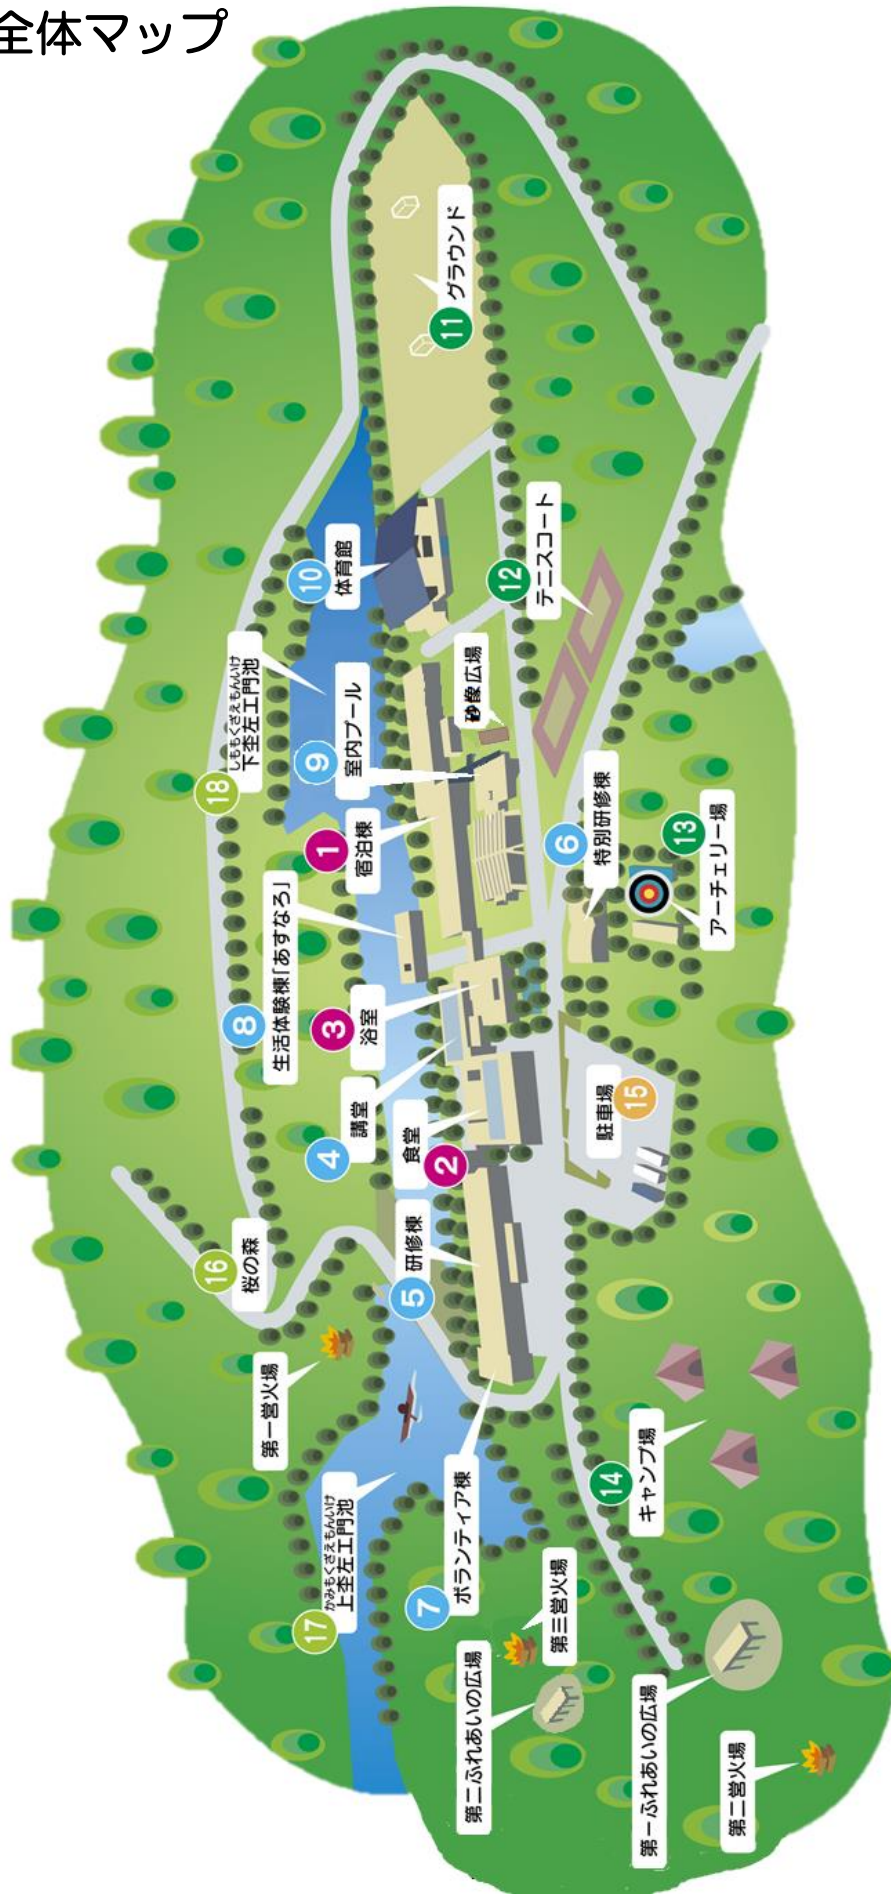 全体マップ
11
グラウンド
10
体育館
12
テニスコート
18
しももくざえもんいけ
下杢左エ門池
9
室内プール
砂像広場
1
宿泊棟
6
特別研修棟
13
アーチェリー場
8
生活体験棟「あすなろ」
3
浴室
4
講堂
2
食堂
15
駐車場
16
桜の森
5
研修棟
第一営火場
14
キャンプ場
17
かみもくざえもんいけ
上杢左エ門池
7
ボランティア棟
第三営火場
第二ふれあいの広場
第一ふれあいの広場
第二営火場